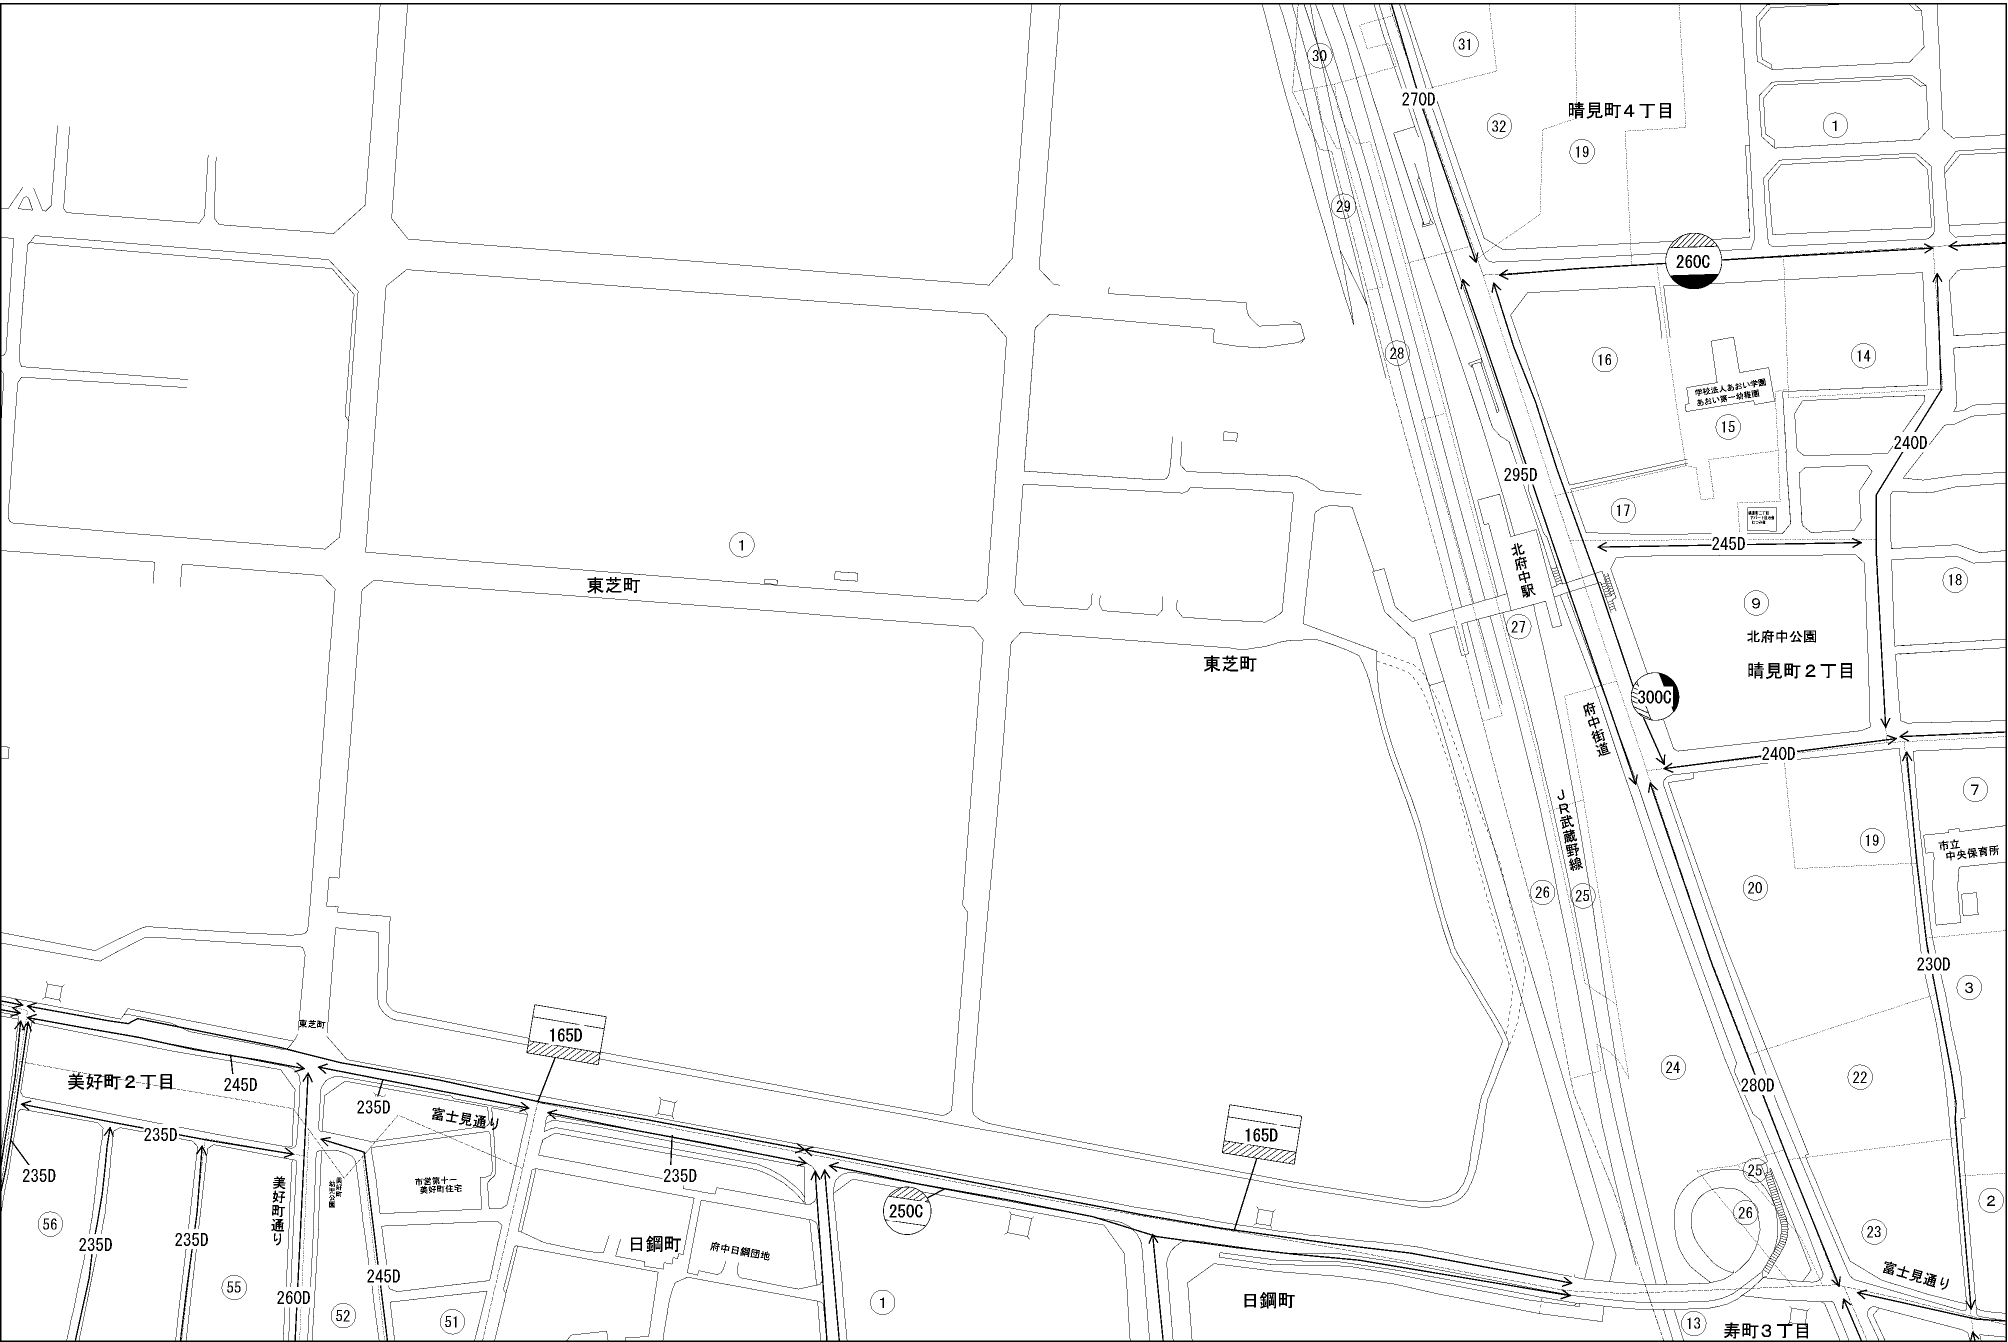 30
31
270D
晴見町4丁目
32
19
1
29
260C
28
16
14
学校法人あおい学園
あおい第一幼稚園
15
240D
295D
17
245D
1
東芝町
北府中駅
18
9
27
北府中公園
東芝町
晴見町2丁目
300C
府中街道
240D
7
JR武蔵野線
19
市立
中央保育所
20
26
25
230D
3
東芝町
165D
24
美好町2丁目
245D
235D
富士見通り
280D
22
235D
165D
235D
235D
市営第十一
美好町住宅
美好町
幼児公園
美好町通り
25
2
56
250C
26
23
235D
235D
日鋼町
府中日鋼団地
245D
富士見通り
55
260D
52
51
1
日鋼町
13
寿町3丁目